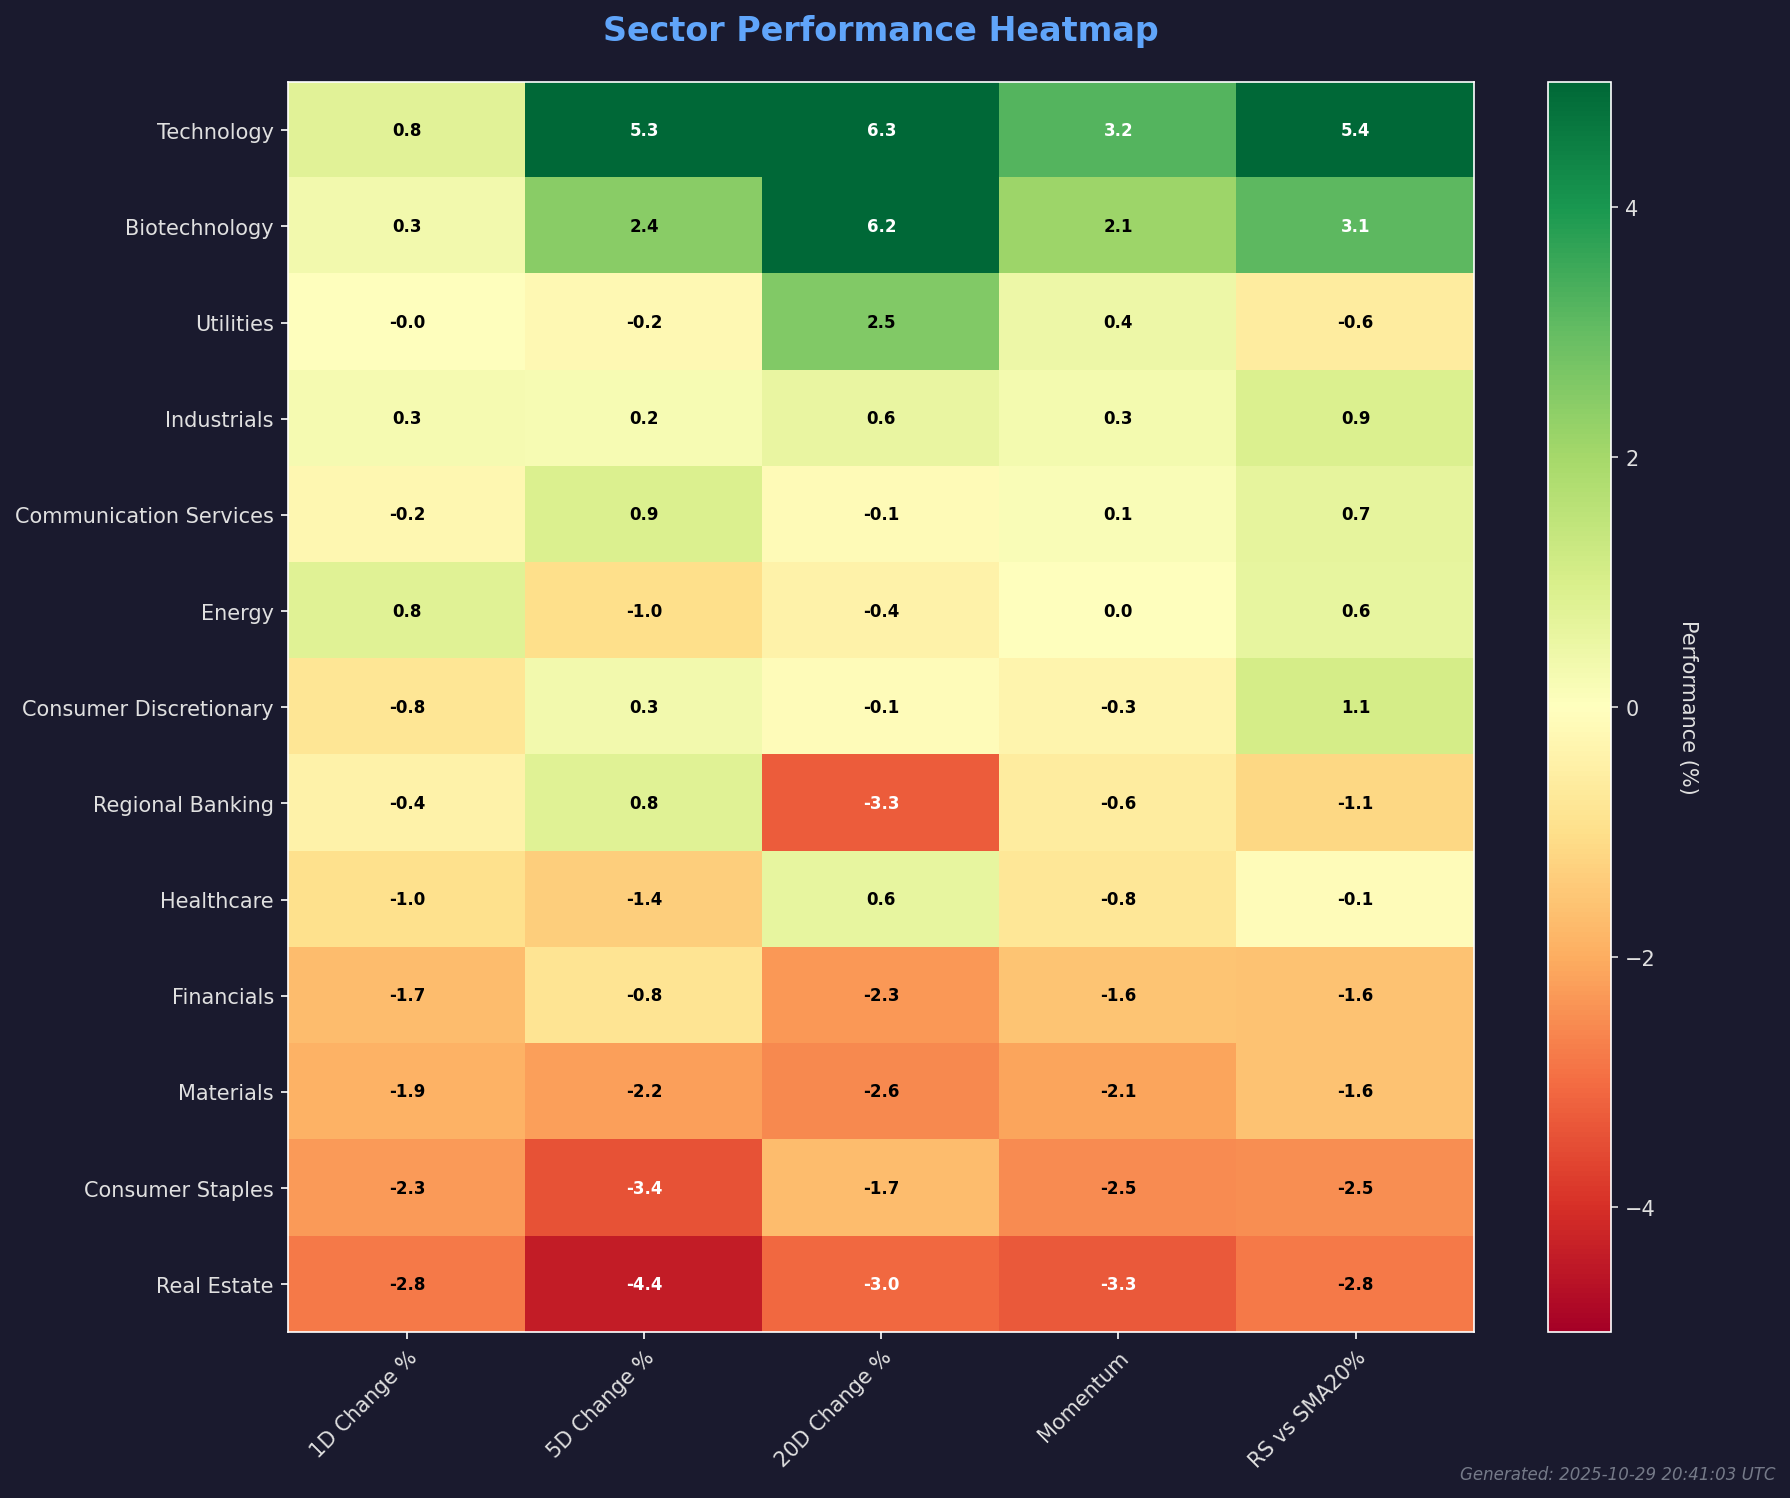 Sector Performance Heatmap
Technology 0.8 5.3 6.3 3.2 5.4
Biotechnology 0.3 2.4 6.2 2.1 3.1
Utilities -0.0 -0.2 2.5 0.4 -0.6
Industrials 0.3 0.2 0.6 0.3 0.9
Communication Services -0.2 0.9 -0.1 0.1 0.7
Energy 0.8 -1.0 -0.4 0.0 0.6
Consumer Discretionary -0.8 0.3 -0.1 -0.3 1.1
Regional Banking -0.4 0.8 -3.3 -0.6 -1.1
Healthcare -1.0 -1.4 0.6 -0.8 -0.1
Financials -1.7 -0.8 -2.3 -1.6 -1.6
Materials -1.9 -2.2 -2.6 -2.1 -1.6
Consumer Staples -2.3 -3.4 -1.7 -2.5 -2.5
Real Estate -2.8 -4.4 -3.0 -3.3 -2.8
1D Change %
5D Change %
20D Change %
Momentum
RS vs SMA20%
4
2
0
−2
−4
Performance (%)
Generated: 2025-10-29 20:41:03 UTC